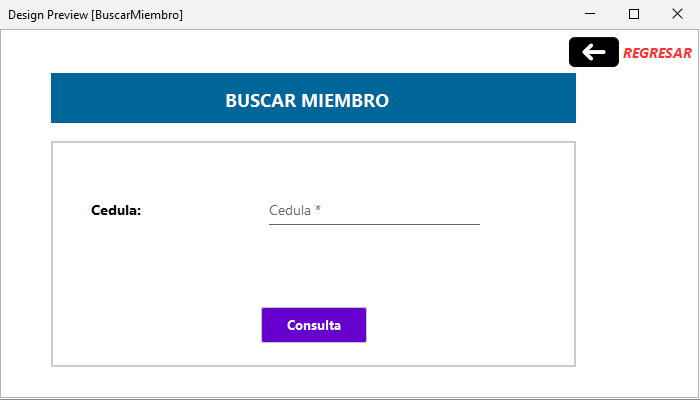 Design Preview [BuscarMiembro]
REGRESAR
BUSCAR MIEMBRO
Cedula:
Cedula *
Consulta